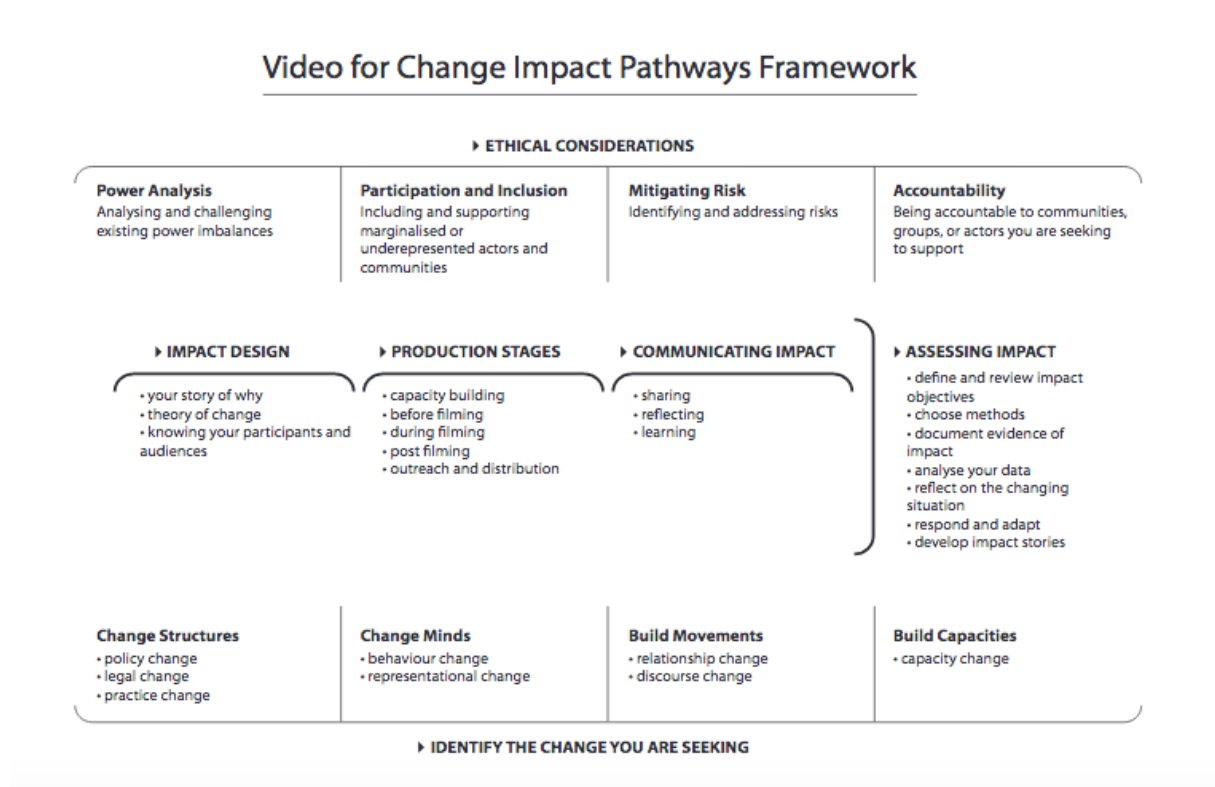 Video for Change Impact Pathways Framework
ETHICAL CONSIDERATIONS
Power Analysis
Analysing and challenging
existing power imbalances
Participation and Inclusion
Including and supporting
marginalised or
underepresented actors and
communities
Mitigating Risk
Identifying and addressing risks
Accountability
Being accountable to communities,
groups, or actors you are seeking
to support
IMPACT DESIGN
• your story of why
• theory of change
• knowing your participants and
audiences
PRODUCTION STAGES
• capacity building
• before filming
• during filming
• post filming
• outreach and distribution
COMMUNICATING IMPACT
• sharing
• reflecting
• learning
ASSESSING IMPACT
• define and review impact
objectives
• choose methods
• document evidence of
impact
• analyse your data
• reflect on the changing
situation
• respond and adapt
• develop impact stories
Change Structures
• policy change
• legal change
• practice change
Change Minds
• behaviour change
• representational change
Build Movements
• relationship change
• discourse change
Build Capacities
• capacity change
IDENTIFY THE CHANGE YOU ARE SEEKING